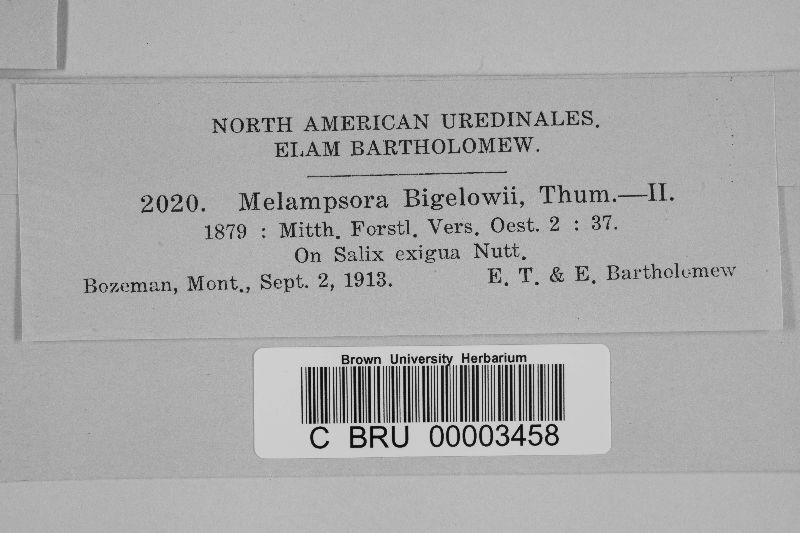 NORTH AMERICAN UREDINALES.
ELAM BARTHOLOMEW.
2020. Melampsora Bigelowii, Thum.—II.
1879 : Mitth. Forstl. Vers. Oest. 2 : 37.
On Salix exigua Nutt.
Bozeman, Mont., Sept. 2, 1913. E. T. & E. Bartholomew
Brown University Herbarium
C BRU 00003458